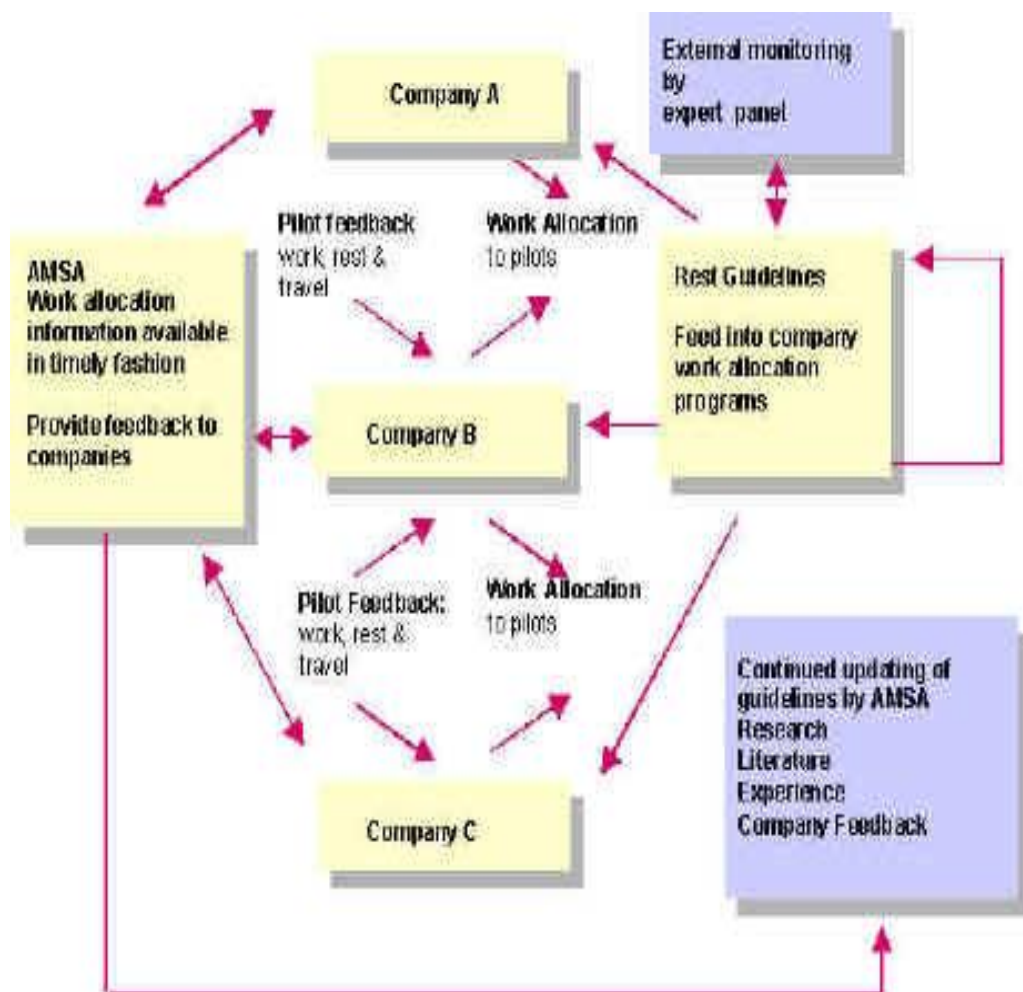 Company A
External monitoring
by
expert panel
Pilot feedback
work, rest &
travel
Work Allocation
to pilots
AMSA
Work allocation
information available
in timely fashion
Provide feedback to
companies
Rest Guidelines
Feed into company
work allocation
programs
Company B
Pilot Feedback:
work, rest &
travel
Work Allocation
to pilots
Company C
Continued updating of
guidelines by AMSA
Research
Literature
Experience
Company Feedback